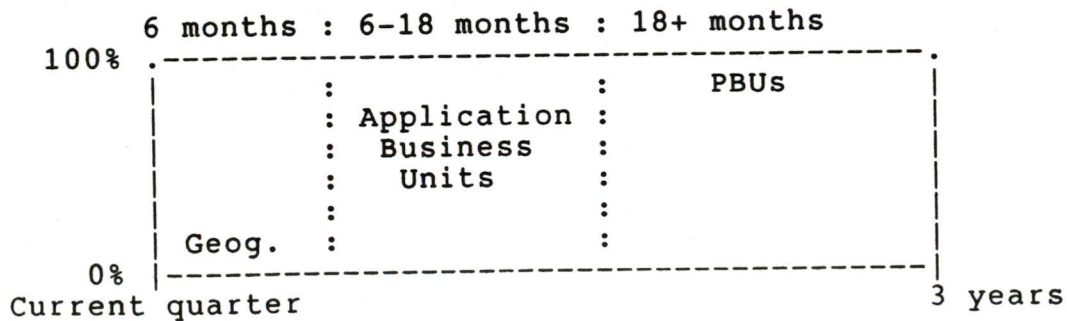 6 months : 6-18 months : 18+ months
100%
PBUs
Application
Business
Units
Geog.
0%
Current quarter
3 years